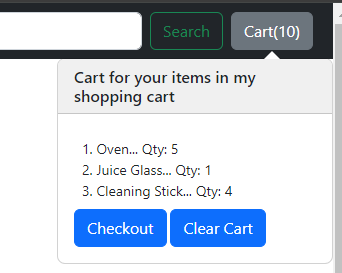 Search Cart(10)
Cart for your items in my
shopping cart
1. Oven... Qty: 5
2. Juice Glass... Qty: 1
3. Cleaning Stick... Qty: 4
Checkout Clear Cart